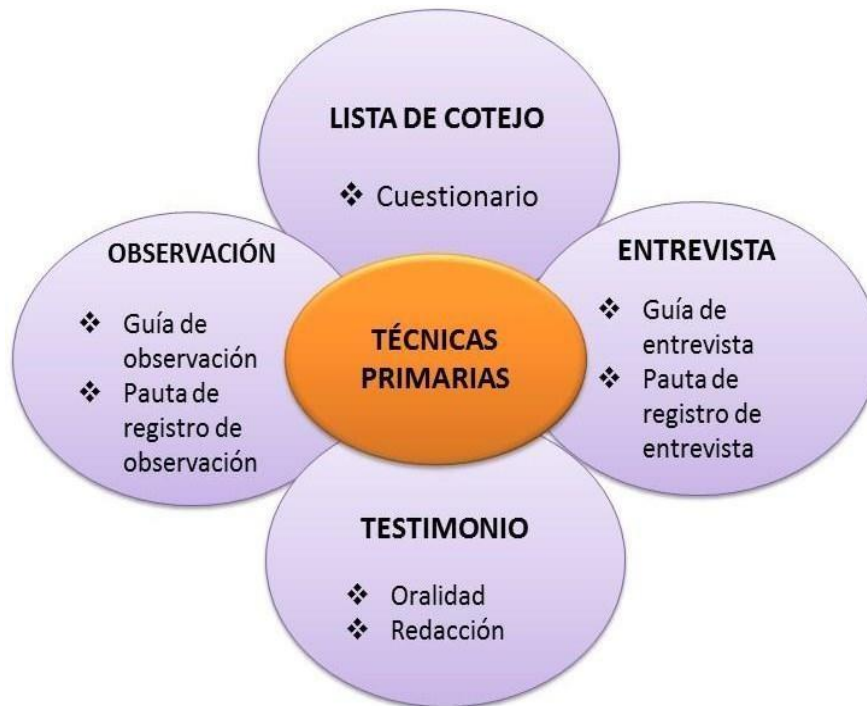 LISTA DE COTEJO
❖ Cuestionario
OBSERVACIÓN
❖ Guía de
observación
❖ Pauta de
registro de
observación
TÉCNICAS
PRIMARIAS
ENTREVISTA
❖ Guía de
entrevista
❖ Pauta de
registro de
entrevista
TESTIMONIO
❖ Oralidad
❖ Redacción